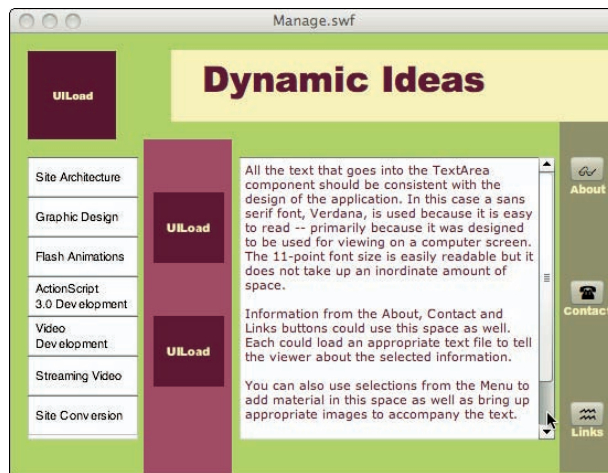 Manage.swf
UILoad
Dynamic Ideas
Site Architecture
Graphic Design
Flash Animations
ActionScript
3.0 Development
Video
Development
Streaming Video
Site Conversion
UILoad
UILoad
All the text that goes into the TextArea
component should be consistent with the
design of the application. In this case a sans
serif font, Verdana, is used because it is easy
to read -- primarily because it was designed
to be used for viewing on a computer screen.
The 11-point font size is easily readable but it
does not take up an inordinate amount of
space.
Information from the About, Contact and
Links buttons could use this space as well.
Each could load an appropriate text file to tell
the viewer about the selected information.
You can also use selections from the Menu to
add material in this space as well as bring up
appropriate images to accompany the text.
About
Contact
Links